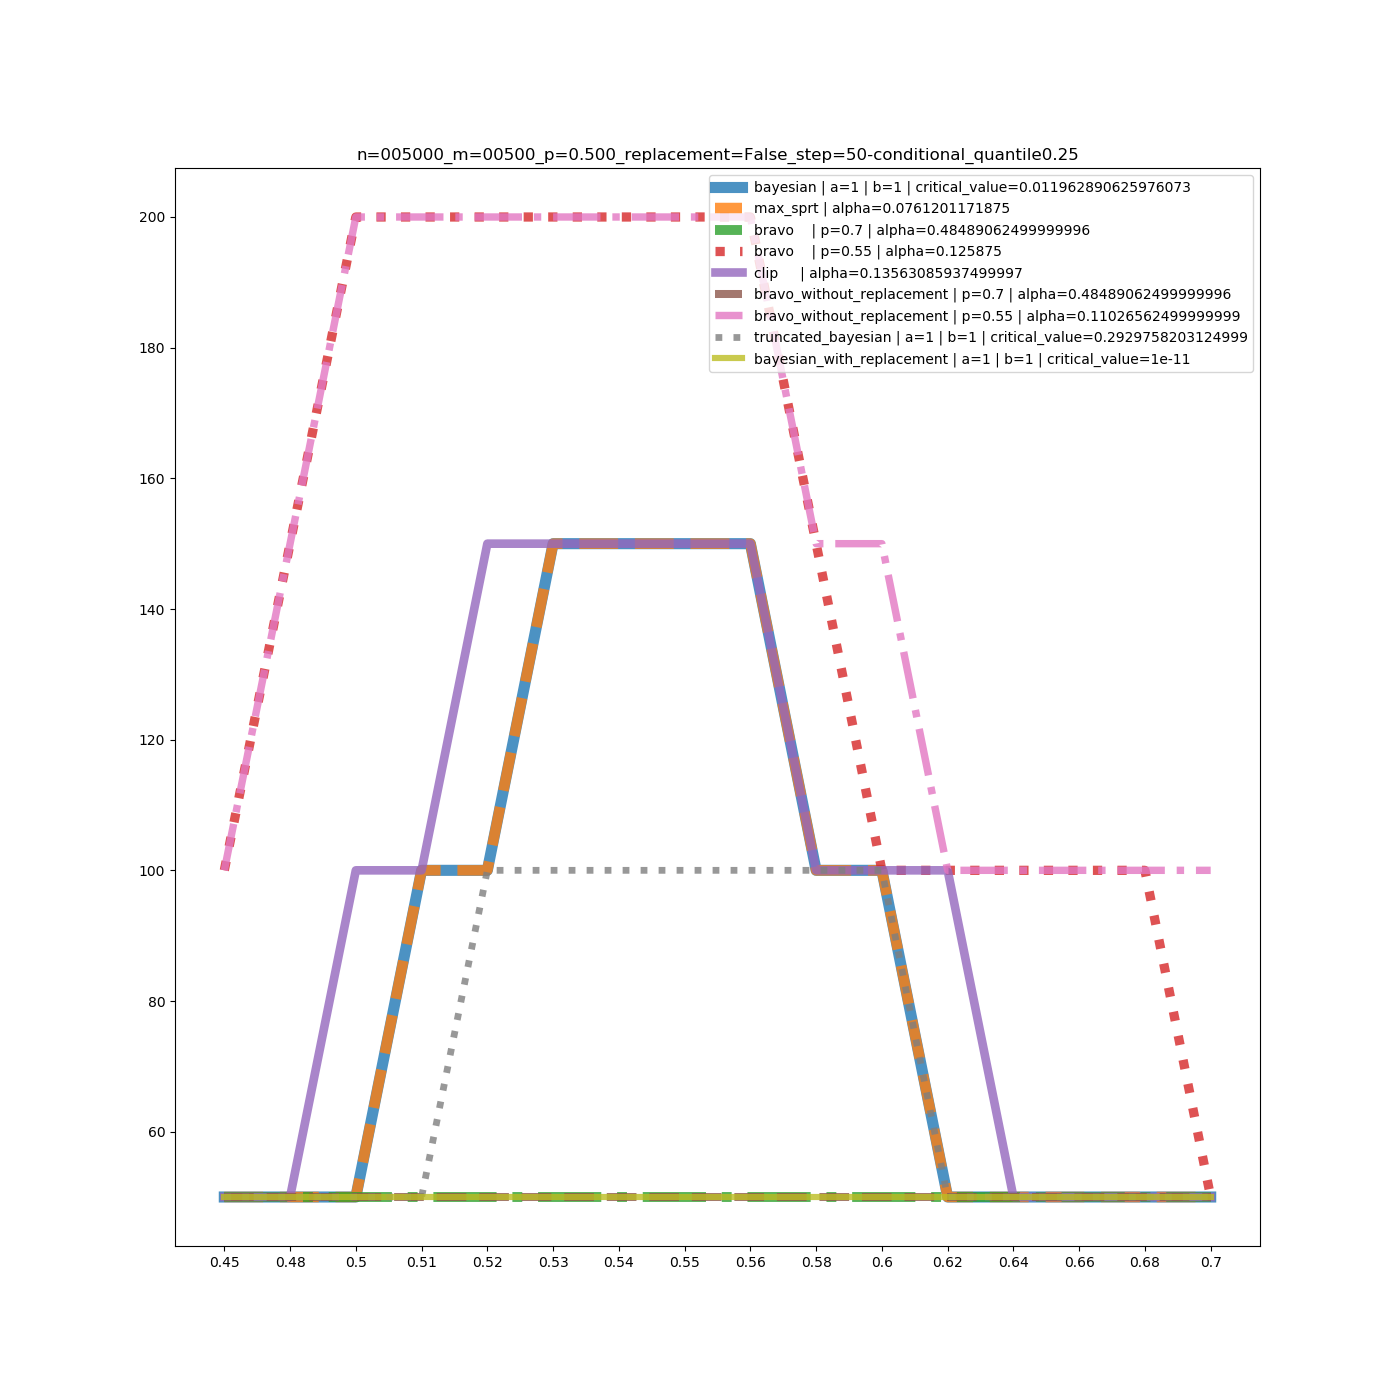 n=005000_m=00500_p=0.500_replacement=False_step=50-conditional_quantile0.25
bayesian | a=1 | b=1 | critical_value=0.011962890625976073
max_sprt | alpha=0.0761201171875
bravo    | p=0.7 | alpha=0.48489062499999996
bravo    | p=0.55 | alpha=0.125875
clip     | alpha=0.13563085937499997
bravo_without_replacement | p=0.7 | alpha=0.48489062499999996
bravo_without_replacement | p=0.55 | alpha=0.11026562499999999
truncated_bayesian | a=1 | b=1 | critical_value=0.2929758203124999
bayesian_with_replacement | a=1 | b=1 | critical_value=1e-11
200
180
160
140
120
100
80
60
0.45 0.48 0.5 0.51 0.52 0.53 0.54 0.55 0.56 0.58 0.6 0.62 0.64 0.66 0.68 0.7